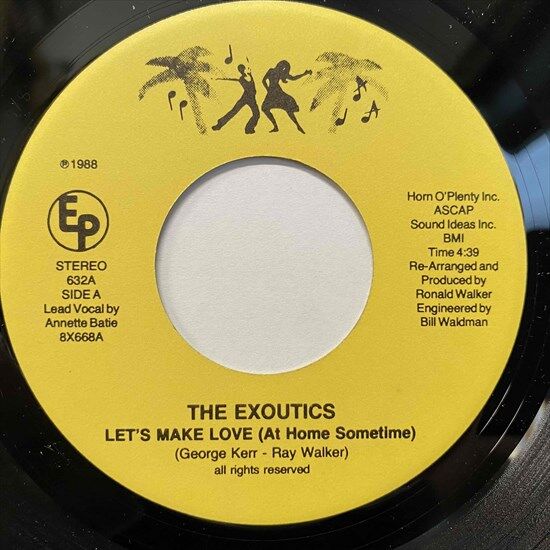 ℗1988
EP
STEREO
632A
SIDE A
Lead Vocal by
Annette Batie
8X668A
Horn O'Plenty Inc.
ASCAP
Sound Ideas Inc.
BMI
Time 4:39
Re-Arranged and
Produced by
Ronald Walker
Engineered by
Bill Waldman
THE EXOUTICS
LET'S MAKE LOVE (At Home Sometime)
(George Kerr - Ray Walker)
all rights reserved